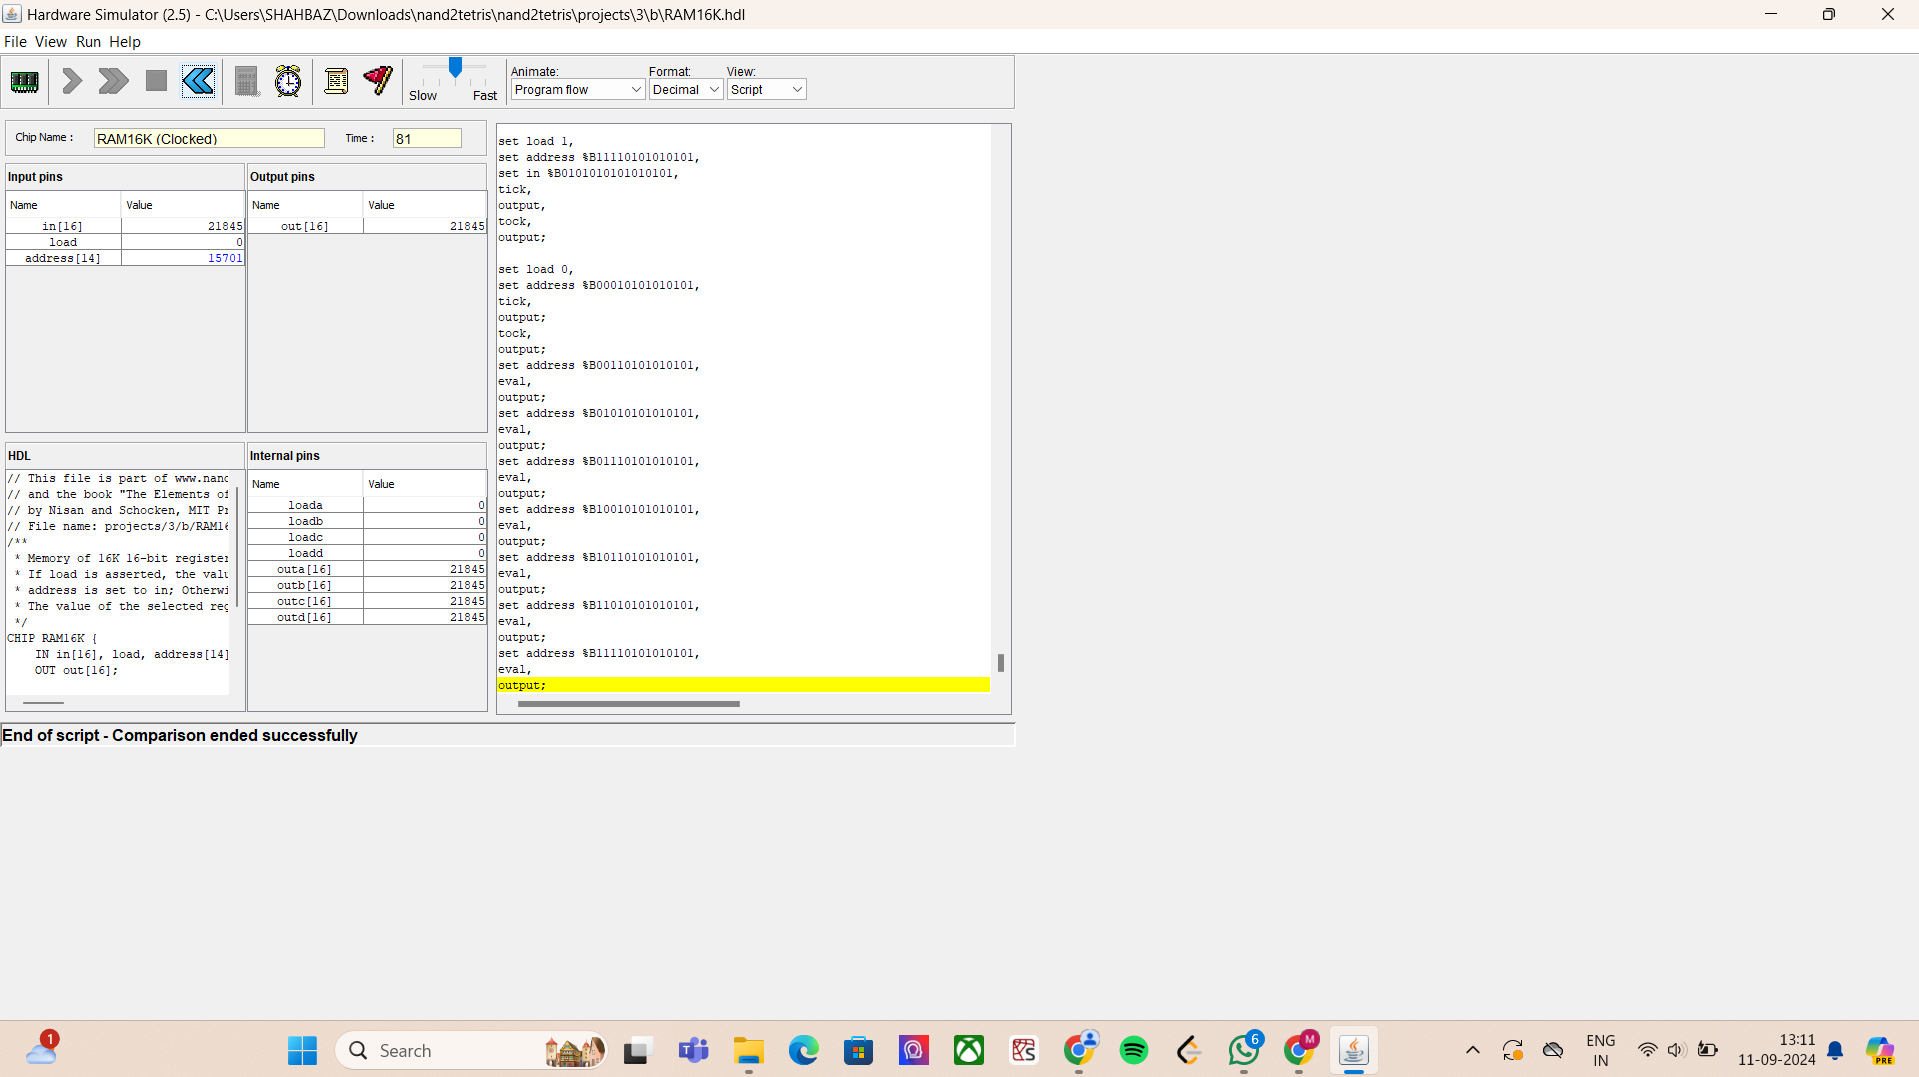 Hardware Simulator (2.5) - C:\Users\SHAHBAZ\Downloads\nand2tetris\nand2tetris\projects\3\b\RAM16K.hdl
File View Run Help
Slow Fast
Animate: Format: View:
Program flow Decimal Script
Chip Name : RAM16K (Clocked) Time : 81
Input pins
Name Value
in[16] 21845
load 0
address[14] 15701
Output pins
Name Value
out[16] 21845
HDL
// This file is part of www.nanc
// and the book "The Elements of
// by Nisan and Schocken, MIT Pr
// File name: projects/3/b/RAM16
/**
* Memory of 16K 16-bit register
* If load is asserted, the valu
* address is set to in; Otherwi
* The value of the selected reg
*/
CHIP RAM16K {
IN in[16], load, address[14]
OUT out[16];
Internal pins
Name Value
loada 0
loadb 0
loadc 0
loadd 0
outa[16] 21845
outb[16] 21845
outc[16] 21845
outd[16] 21845
set load 1,
set address %B11110101010101,
set in %B0101010101010101,
tick,
output,
tock,
output;
set load 0,
set address %B00010101010101,
tick,
output;
tock,
output;
set address %B00110101010101,
eval,
output;
set address %B01010101010101,
eval,
output;
set address %B01110101010101,
eval,
output;
set address %B10010101010101,
eval,
output;
set address %B10110101010101,
eval,
output;
set address %B11010101010101,
eval,
output;
set address %B11110101010101,
eval,
output;
End of script - Comparison ended successfully
1
Search
6
M
ENG
IN
13:11
11-09-2024
PRE